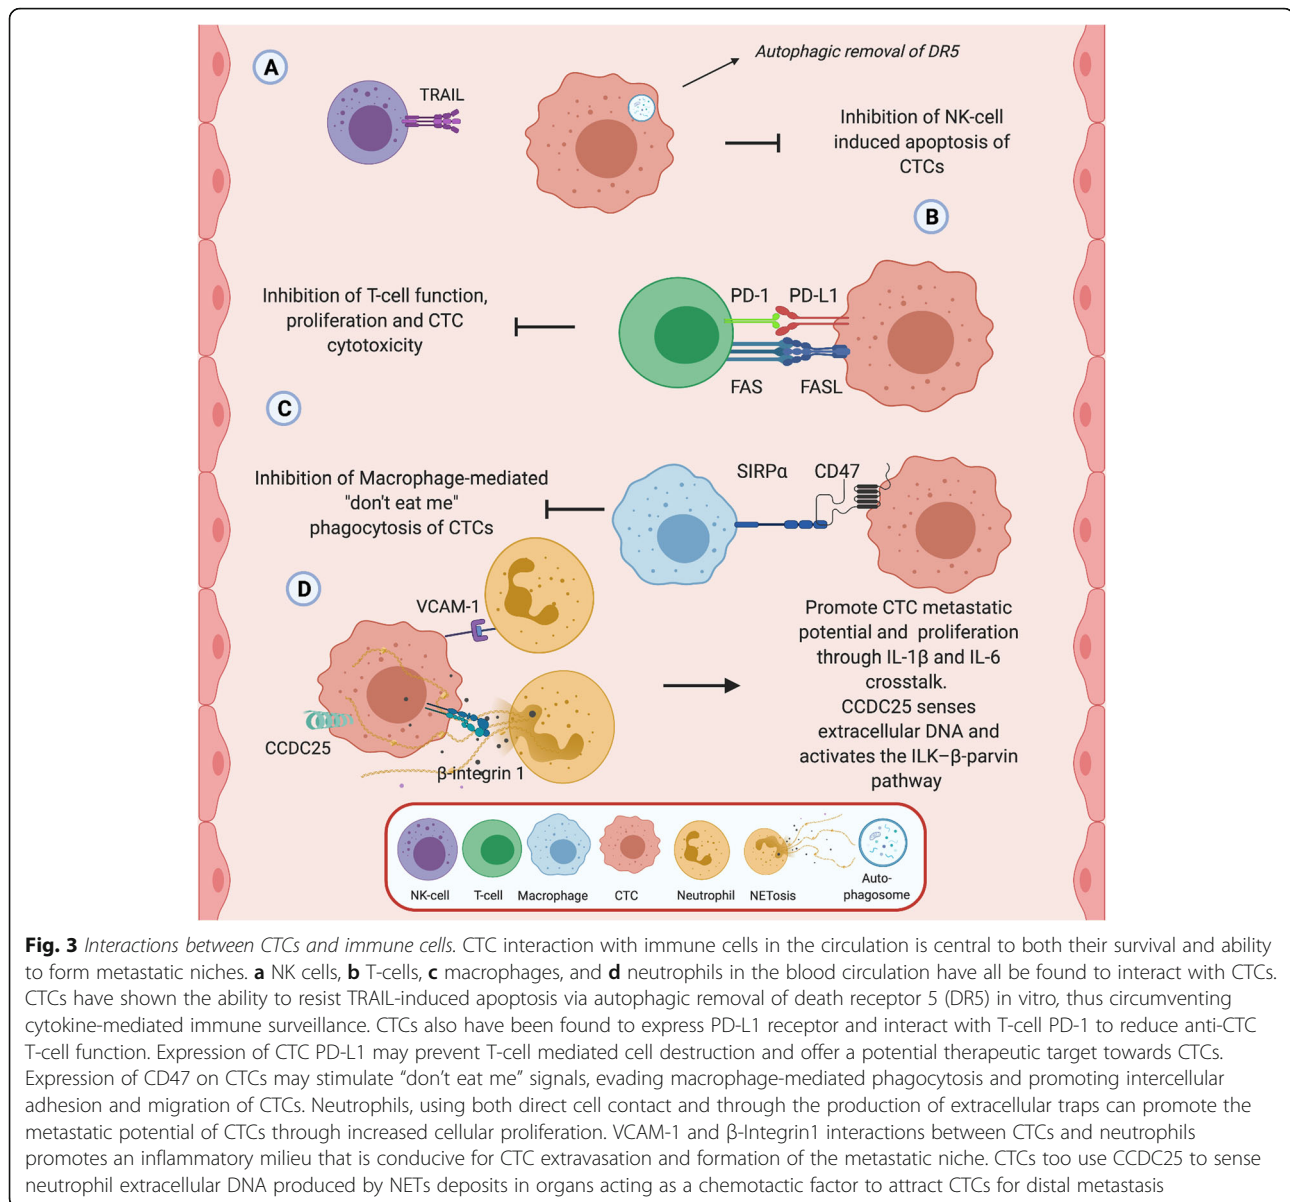 A
Autophagic removal of DR5
TRAIL
Inhibition of NK-cell
induced apoptosis of
CTCs
B
Inhibition of T-cell function,
proliferation and CTC
cytotoxicity
PD-1
PD-L1
FAS
FASL
C
Inhibition of Macrophage-mediated
"don't eat me"
phagocytosis of CTCs
SIRPα
CD47
D
VCAM-1
CCDC25
β-integrin 1
Promote CTC metastatic
potential and proliferation
through IL-1β and IL-6
crosstalk.
CCDC25 senses
extracellular DNA and
activates the ILK–β-parvin
pathway
NK-cell
T-cell
Macrophage
CTC
Neutrophil
NETosis
Auto-
phagosome
Fig. 3 Interactions between CTCs and immune cells. CTC interaction with immune cells in the circulation is central to both their survival and ability
to form metastatic niches. a NK cells, b T-cells, c macrophages, and d neutrophils in the blood circulation have all be found to interact with CTCs.
CTCs have shown the ability to resist TRAIL-induced apoptosis via autophagic removal of death receptor 5 (DR5) in vitro, thus circumventing
cytokine-mediated immune surveillance. CTCs also have been found to express PD-L1 receptor and interact with T-cell PD-1 to reduce anti-CTC
T-cell function. Expression of CTC PD-L1 may prevent T-cell mediated cell destruction and offer a potential therapeutic target towards CTCs.
Expression of CD47 on CTCs may stimulate “don’t eat me” signals, evading macrophage-mediated phagocytosis and promoting intercellular
adhesion and migration of CTCs. Neutrophils, using both direct cell contact and through the production of extracellular traps can promote the
metastatic potential of CTCs through increased cellular proliferation. VCAM-1 and β-Integrin1 interactions between CTCs and neutrophils
promotes an inflammatory milieu that is conducive for CTC extravasation and formation of the metastatic niche. CTCs too use CCDC25 to sense
neutrophil extracellular DNA produced by NETs deposits in organs acting as a chemotactic factor to attract CTCs for distal metastasis